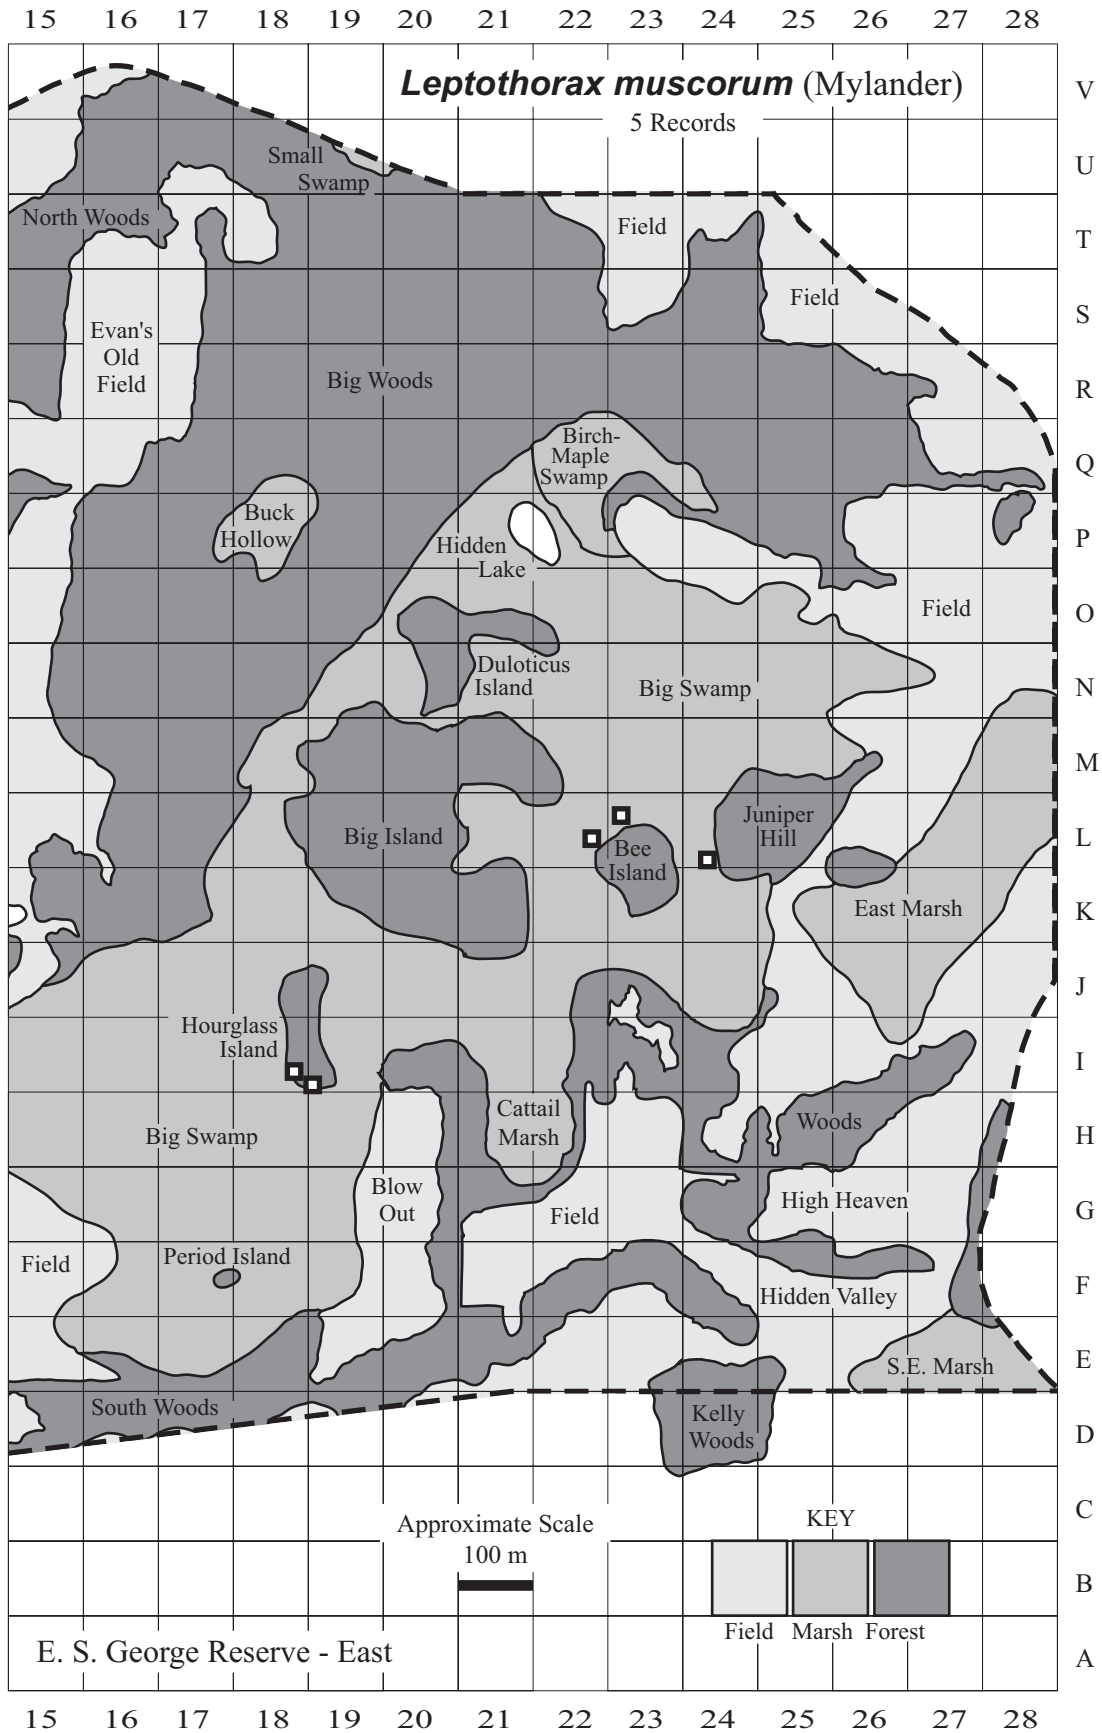 15 16 17 18 19 20 21 22 23 24 25 26 27 28
Leptothorax muscorum (Mylander)
V
5 Records
Small
Swamp
U
North Woods
Field
T
Field
S
Evan's
Old
Field
Big Woods
R
Birch-
Maple
Swamp
Q
Buck
Hollow
Hidden
Lake
P
Field
O
Duloticus
Island
Big Swamp
N
M
Big Island
Juniper
Hill
L
Bee
Island
East Marsh
K
J
Hourglass
Island
I
Cattail
Marsh
Woods
Big Swamp
H
Blow
Out
High Heaven
Field
G
Period Island
Field
Hidden Valley
F
S.E. Marsh
E
South Woods
Kelly
Woods
D
Approximate Scale
100 m
KEY
C
B
Field Marsh Forest
E. S. George Reserve - East
A
15 16 17 18 19 20 21 22 23 24 25 26 27 28